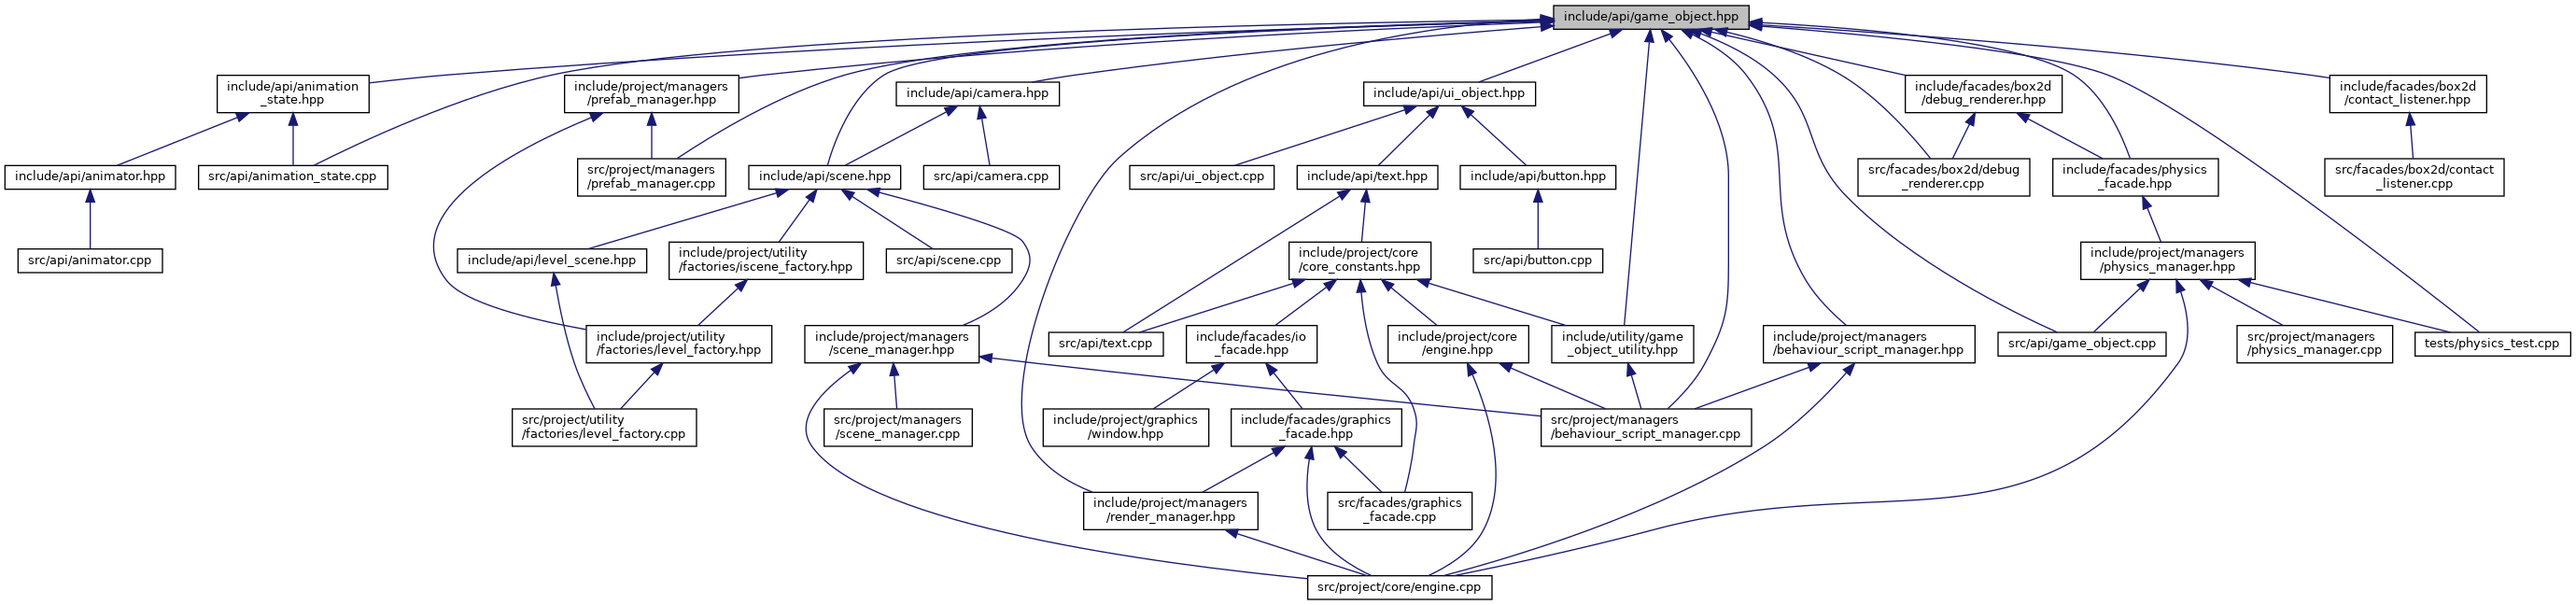 include/api/game_object.hpp
include/api/animation
_state.hpp
include/project/managers
/prefab_manager.hpp
include/api/camera.hpp
include/api/ui_object.hpp
include/facades/box2d
/debug_renderer.hpp
include/facades/box2d
/contact_listener.hpp
include/api/animator.hpp
src/api/animation_state.cpp
src/project/managers
/prefab_manager.cpp
include/api/scene.hpp
src/api/camera.cpp
src/api/ui_object.cpp
include/api/text.hpp
include/api/button.hpp
src/facades/box2d/debug
_renderer.cpp
include/facades/physics
_facade.hpp
src/facades/box2d/contact
_listener.cpp
src/api/animator.cpp
include/api/level_scene.hpp
include/project/utility
/factories/iscene_factory.hpp
src/api/scene.cpp
include/project/core
/core_constants.hpp
src/api/button.cpp
include/project/managers
/physics_manager.hpp
include/project/utility
/factories/level_factory.hpp
include/project/managers
/scene_manager.hpp
src/api/text.cpp
include/facades/io
_facade.hpp
include/project/core
/engine.hpp
include/utility/game
_object_utility.hpp
include/project/managers
/behaviour_script_manager.hpp
src/api/game_object.cpp
src/project/managers
/physics_manager.cpp
tests/physics_test.cpp
src/project/utility
/factories/level_factory.cpp
src/project/managers
/scene_manager.cpp
include/project/graphics
/window.hpp
include/facades/graphics
_facade.hpp
src/project/managers
/behaviour_script_manager.cpp
include/project/managers
/render_manager.hpp
src/facades/graphics
_facade.cpp
src/project/core/engine.cpp